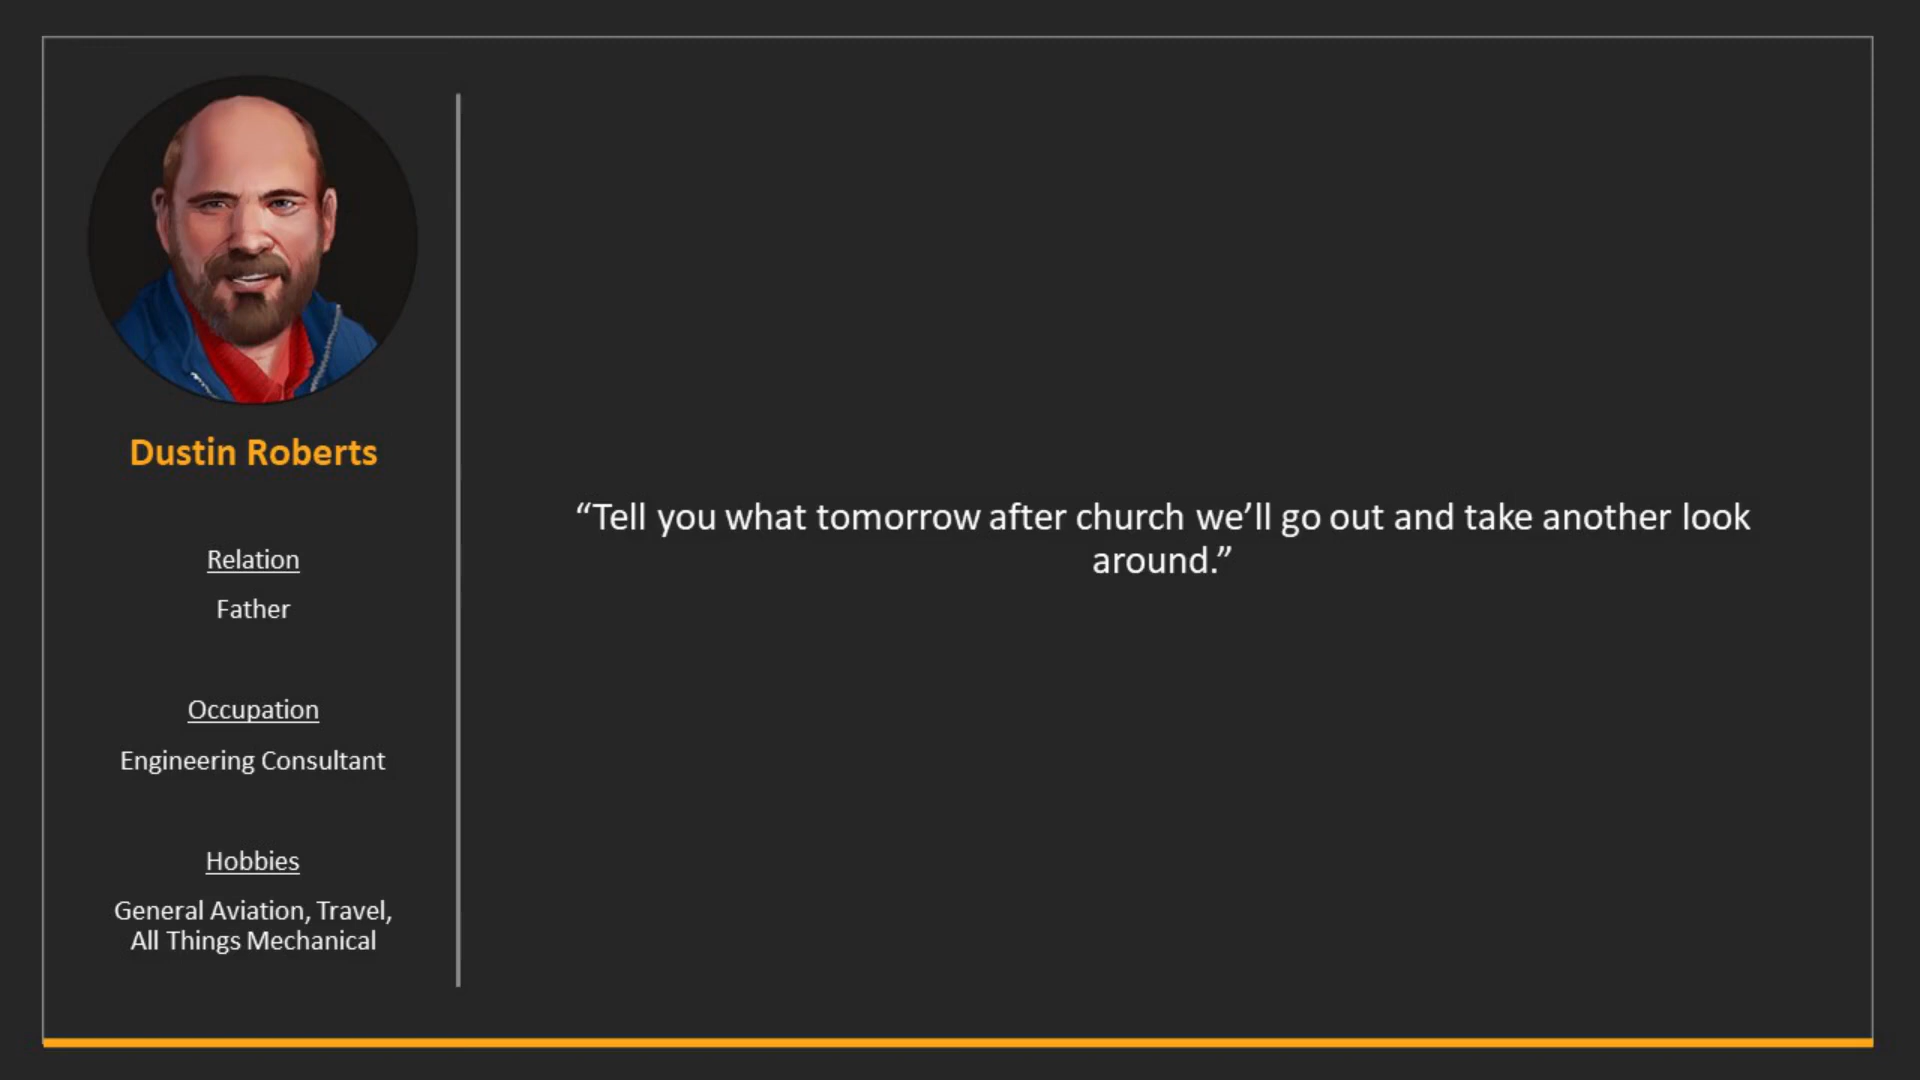 Dustin Roberts
Relation
Father
Occupation
Engineering Consultant
Hobbies
General Aviation, Travel,
All Things Mechanical
“Tell you what tomorrow after church we’ll go out and take another look
around.”